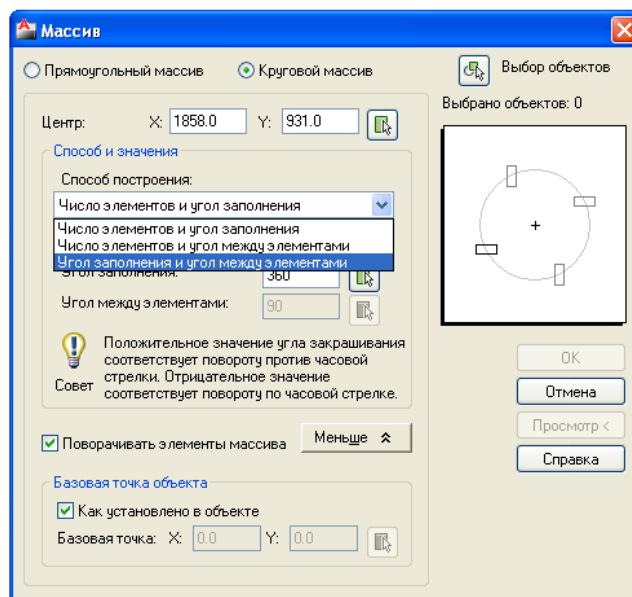 Массив
Прямоугольный массив
Круговой массив
Выбор объектов
Выбрано объектов: 0
Центр: X: 1858.0 Y: 931.0
Способ и значения
Способ построения:
Число элементов и угол заполнения
Число элементов и угол заполнения
Число элементов и угол между элементами
Угол заполнения и угол между элементами
Угол заполнения: 360
Угол между элементами: 90
Положительное значение угла закрашивания
соответствует повороту против часовой
стрелки. Отрицательное значение
соответствует повороту по часовой стрелке.
Совет
Поворачивать элементы массива
Меньше
Базовая точка объекта
Как установлено в объекте
Базовая точка: X: 0.0 Y: 0.0
OK
Отмена
Просмотр <
Справка